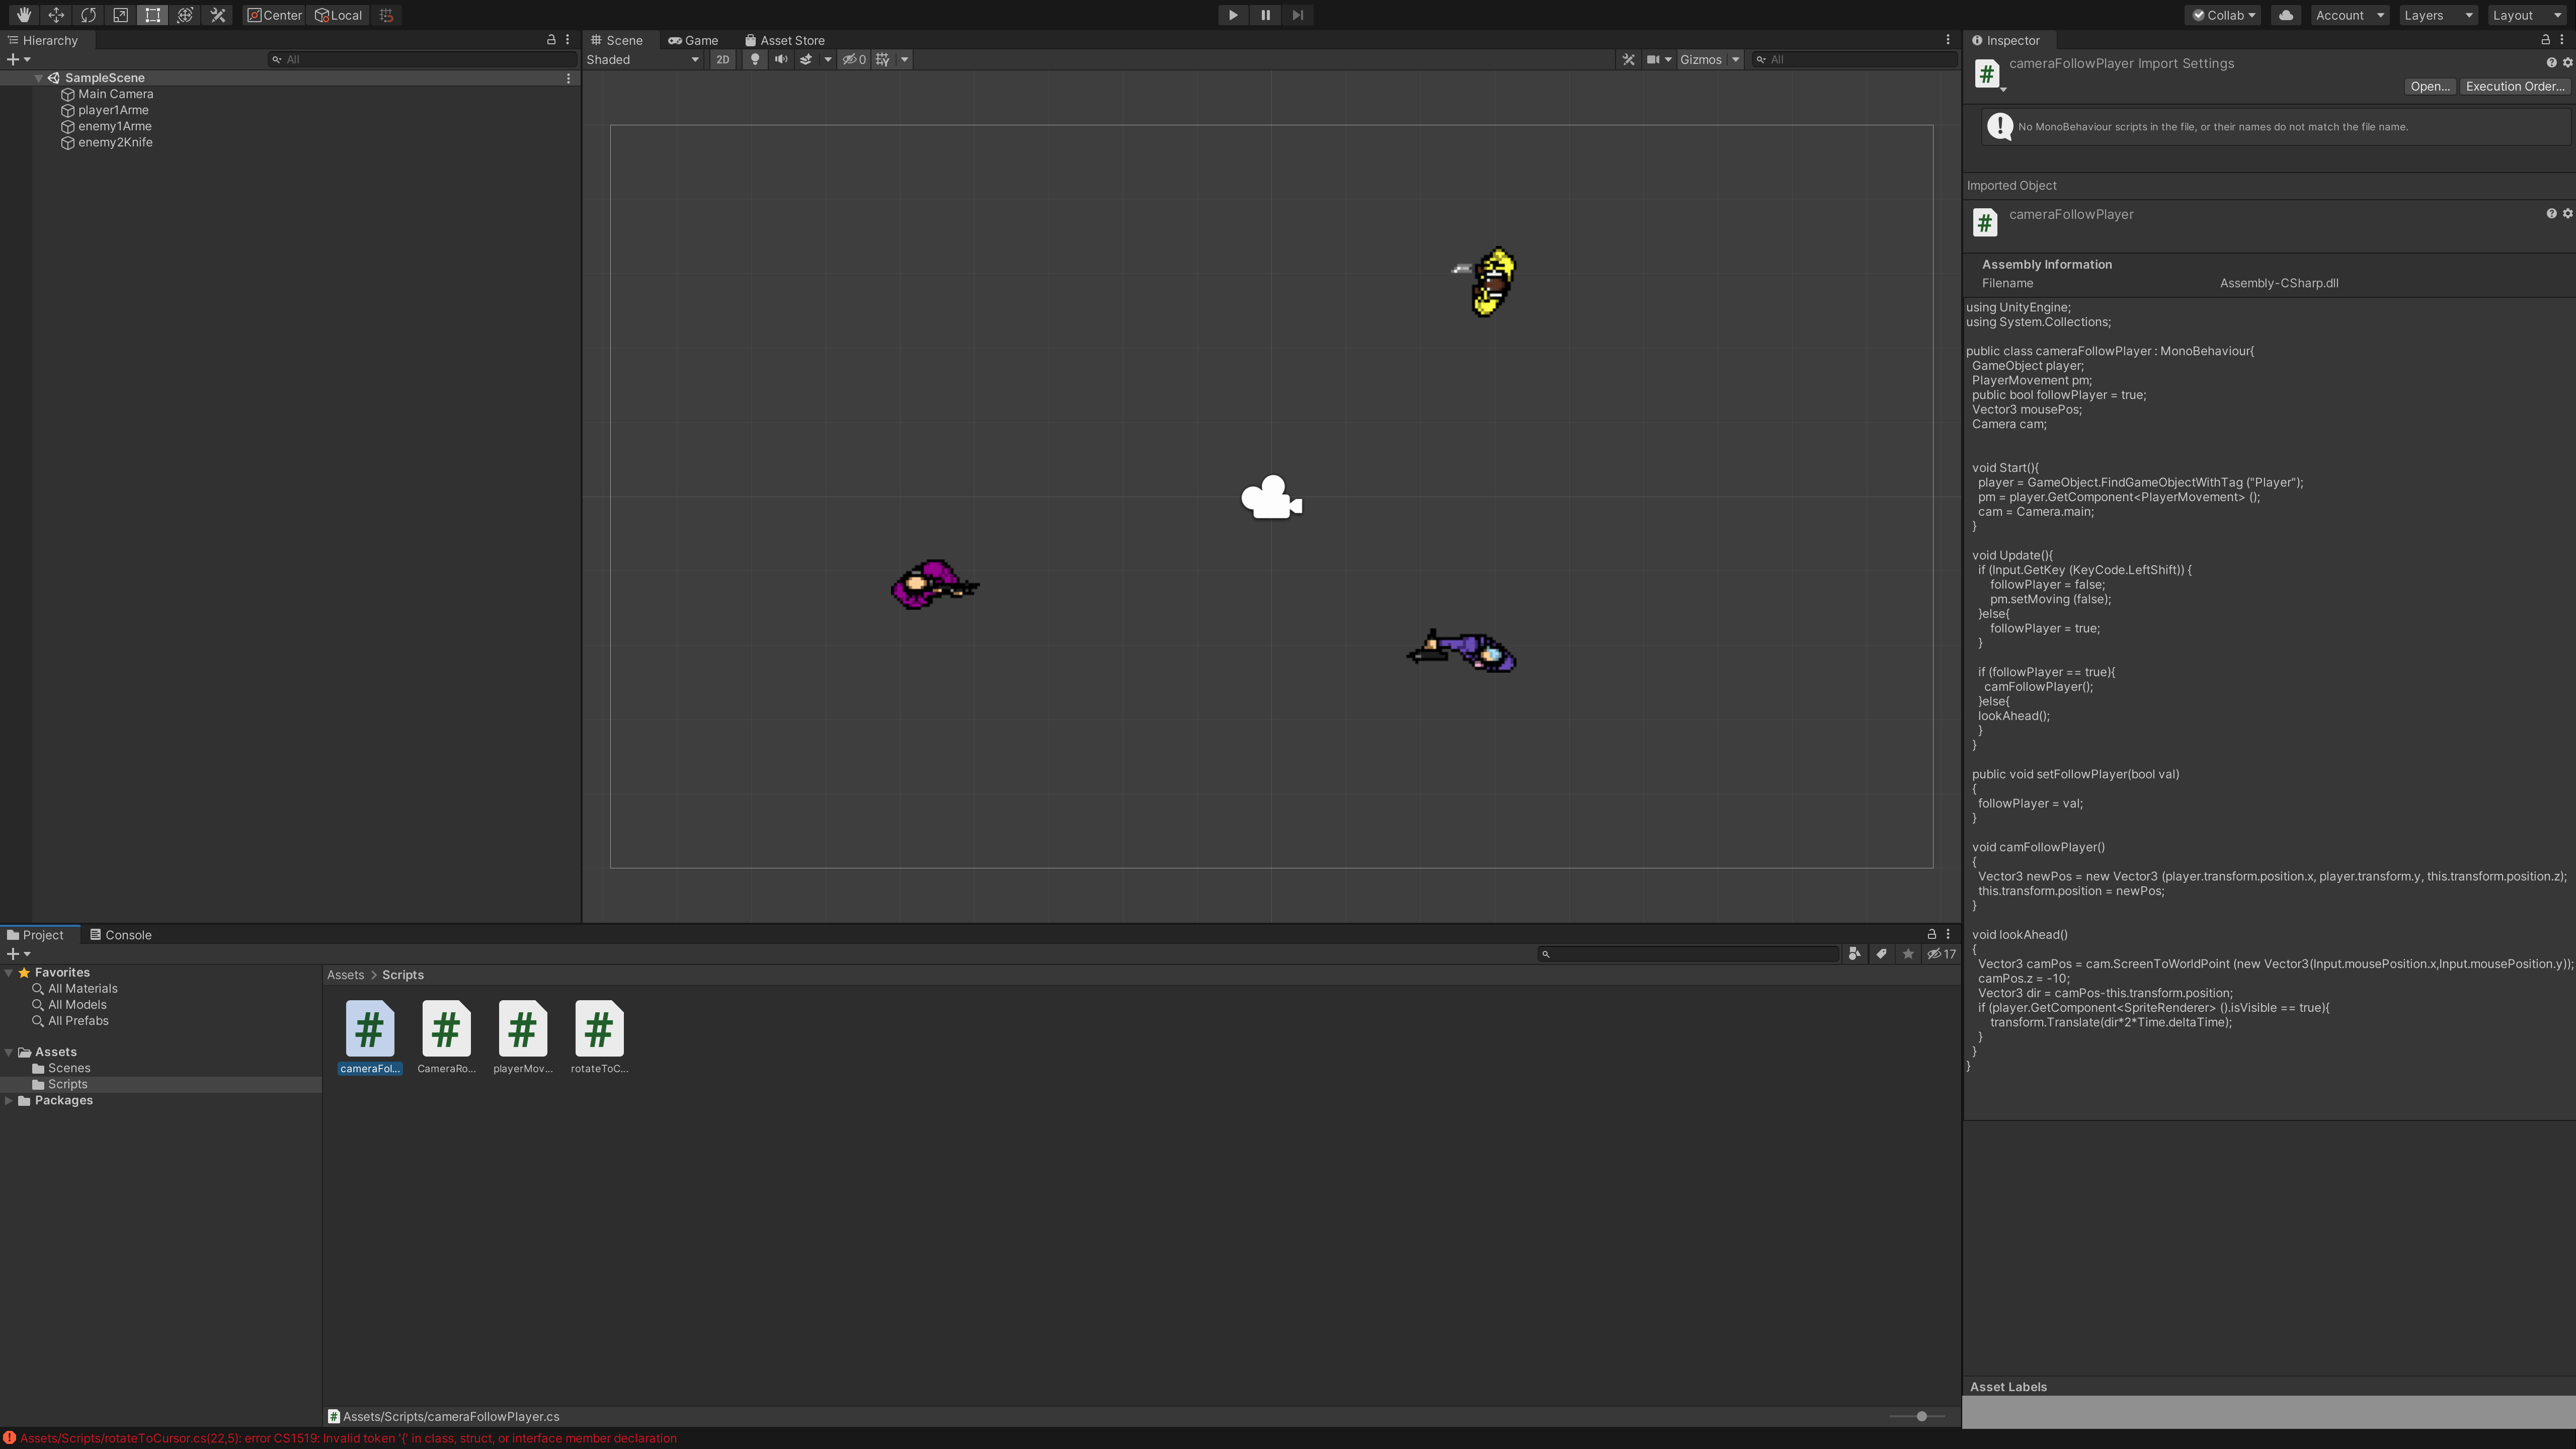 Center
Local
Collab
Account
Layers
Layout
Hierarchy
All
SampleScene
Main Camera
player1Arme
enemy1Arme
enemy2Knife
Scene
Game
Asset Store
Shaded
2D
0
Gizmos
All
Inspector
cameraFollowPlayer Import Settings
Open...
Execution Order...
No MonoBehaviour scripts in the file, or their names do not match the file name.
Imported Object
cameraFollowPlayer
Assembly Information
Filename Assembly-CSharp.dll
using UnityEngine;
using System.Collections;
public class cameraFollowPlayer : MonoBehaviour{
GameObject player;
PlayerMovement pm;
public bool followPlayer = true;
Vector3 mousePos;
Camera cam;
void Start(){
player = GameObject.FindGameObjectWithTag ("Player");
pm = player.GetComponent<PlayerMovement> ();
cam = Camera.main;
}
void Update(){
if (Input.GetKey (KeyCode.LeftShift)) {
followPlayer = false;
pm.setMoving (false);
}else{
followPlayer = true;
}
if (followPlayer == true){
camFollowPlayer();
}else{
lookAhead();
}
}
public void setFollowPlayer(bool val)
{
followPlayer = val;
}
void camFollowPlayer()
{
Vector3 newPos = new Vector3 (player.transform.position.x, player.transform.y, this.transform.position.z);
this.transform.position = newPos;
}
void lookAhead()
{
Vector3 camPos = cam.ScreenToWorldPoint (new Vector3(Input.mousePosition.x,Input.mousePosition.y));
camPos.z = -10;
Vector3 dir = camPos-this.transform.position;
if (player.GetComponent<SpriteRenderer> ().isVisible == true){
transform.Translate(dir*2*Time.deltaTime);
}
}
}
Asset Labels
Project
Console
17
Favorites
All Materials
All Models
All Prefabs
Assets
Scenes
Scripts
Packages
Assets > Scripts
cameraFol...
CameraRo...
playerMov...
rotateToC...
Assets/Scripts/cameraFollowPlayer.cs
Assets/Scripts/rotateToCursor.cs(22,5): error CS1519: Invalid token '{' in class, struct, or interface member declaration